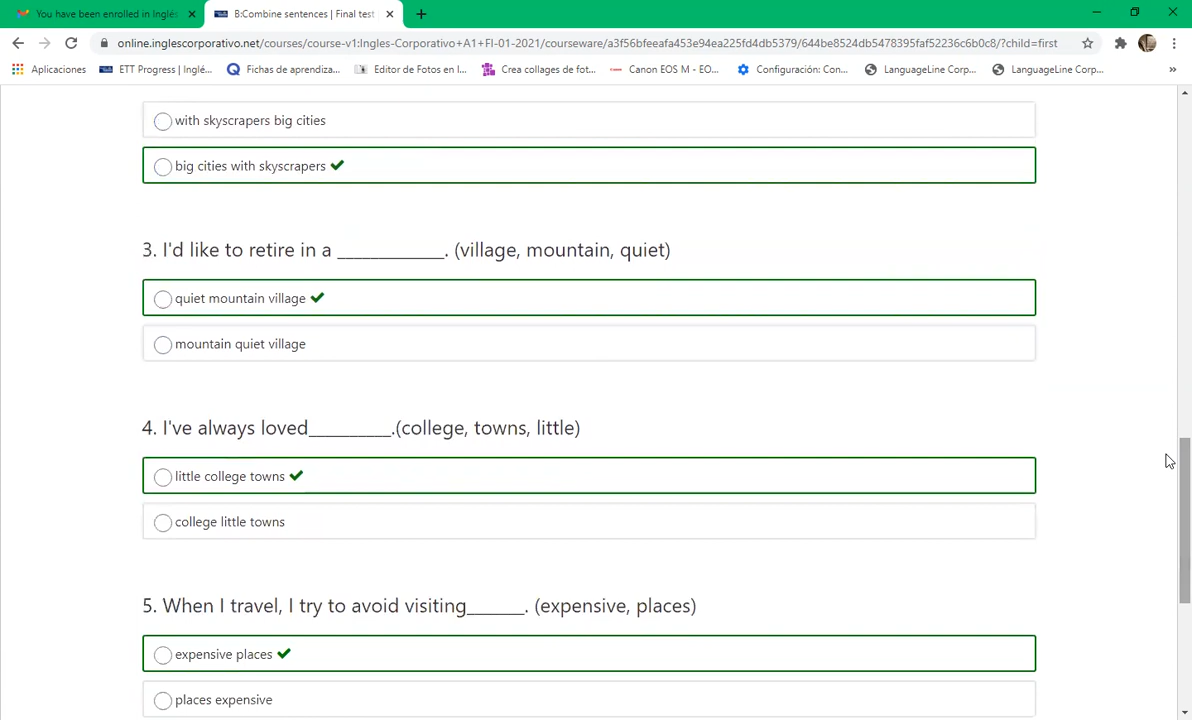 You have been enrolled in Inglés
B:Combine sentences | Final test
online.inglescorporativo.net/courses/course-v1:Ingles-Corporativo+A1+FI-01-2021/courseware/a3f56bfeeafa453e94ea225fd4db5379/644be8524db5478395faf52236c6b0c8/?child=first
Aplicaciones
ETT Progress | Inglé...
Fichas de aprendiza...
Editor de Fotos en l...
Crea collages de fot...
Canon EOS M - EO...
Configuración: Con...
LanguageLine Corp...
LanguageLine Corp...
with skyscrapers big cities
big cities with skyscrapers
3. I'd like to retire in a ____________. (village, mountain, quiet)
quiet mountain village
mountain quiet village
4. I've always loved_________.(college, towns, little)
little college towns
college little towns
5. When I travel, I try to avoid visiting______. (expensive, places)
expensive places
places expensive